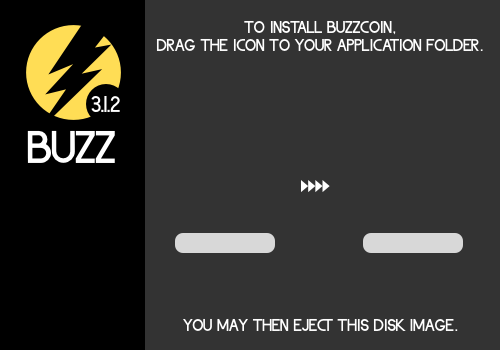 3.1.2
BUZZ
TO INSTALL BUZZCOIN,
DRAG THE ICON TO YOUR APPLICATION FOLDER.
YOU MAY THEN EJECT THIS DISK IMAGE.